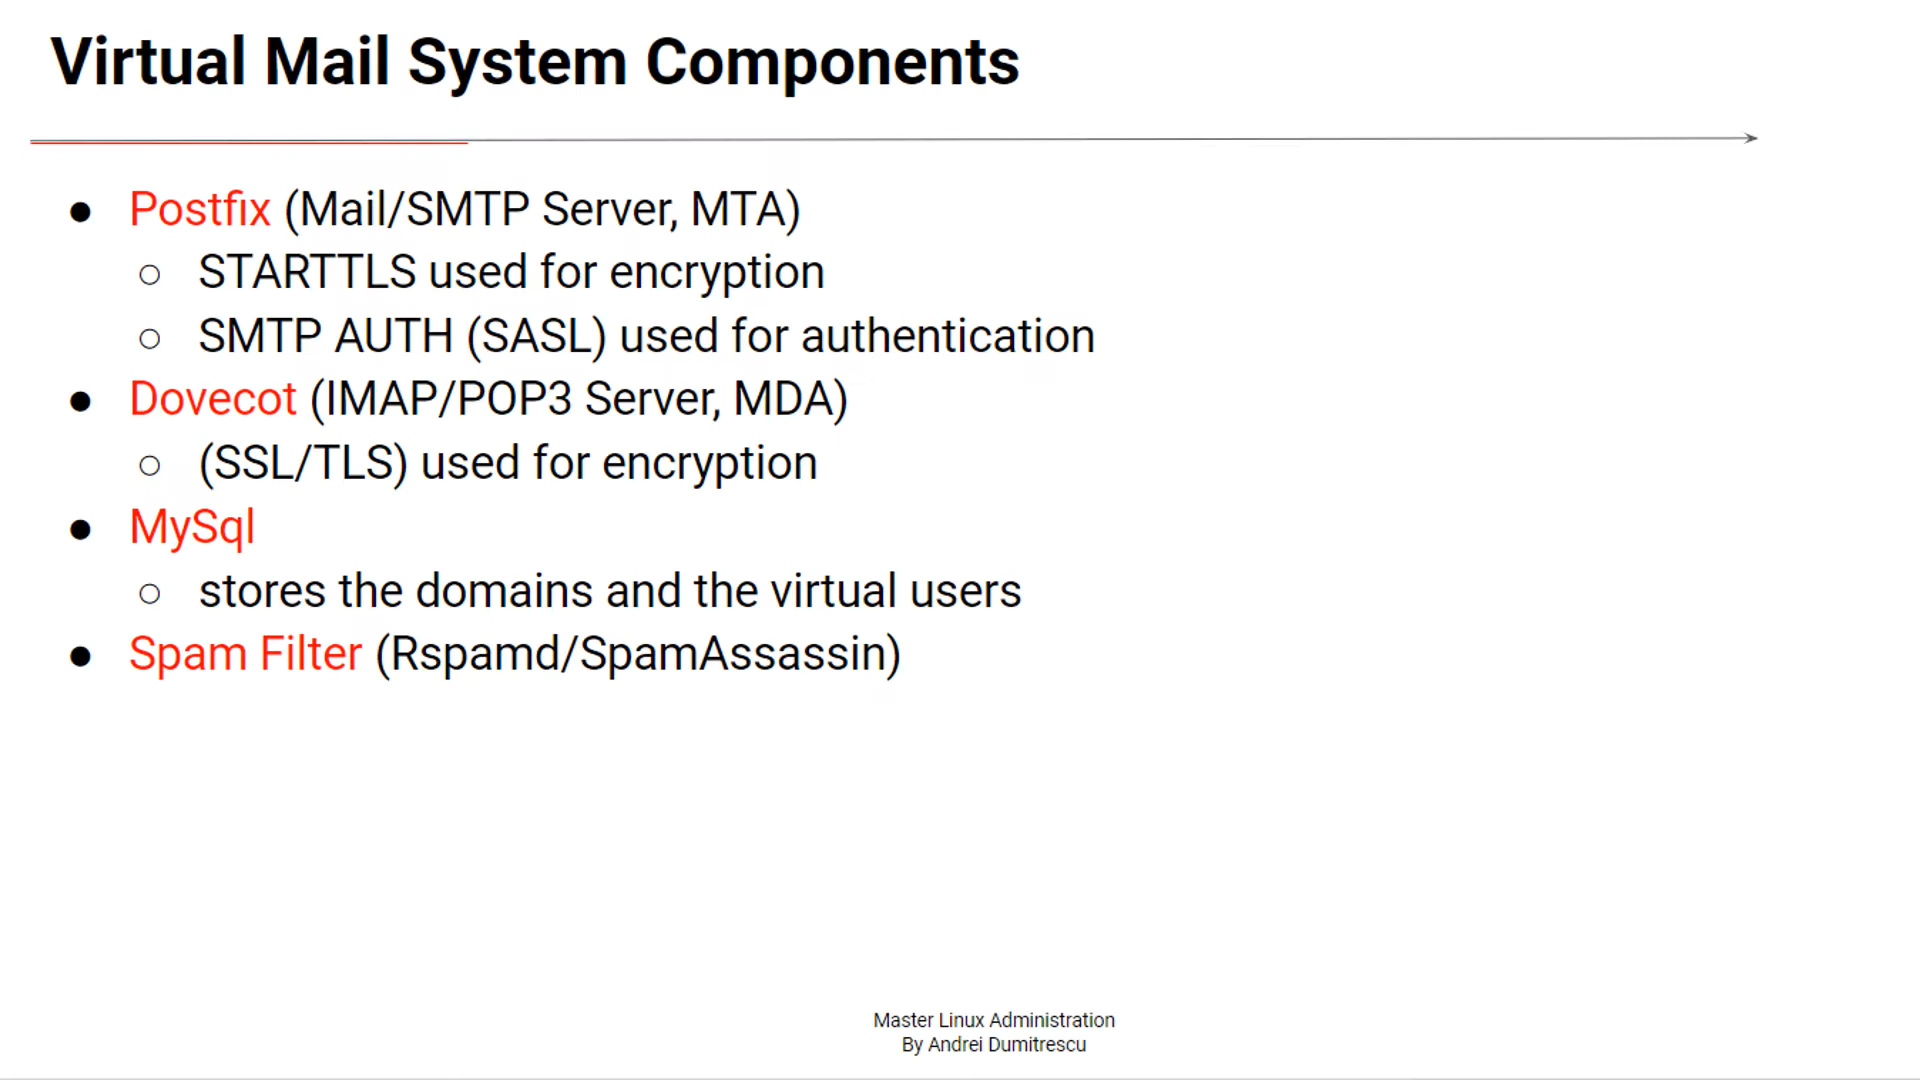 Virtual Mail System Components
● Postfix (Mail/SMTP Server, MTA)
○ STARTTLS used for encryption
○ SMTP AUTH (SASL) used for authentication
● Dovecot (IMAP/POP3 Server, MDA)
○ (SSL/TLS) used for encryption
● MySql
○ stores the domains and the virtual users
● Spam Filter (Rspamd/SpamAssassin)
Master Linux Administration
By Andrei Dumitrescu